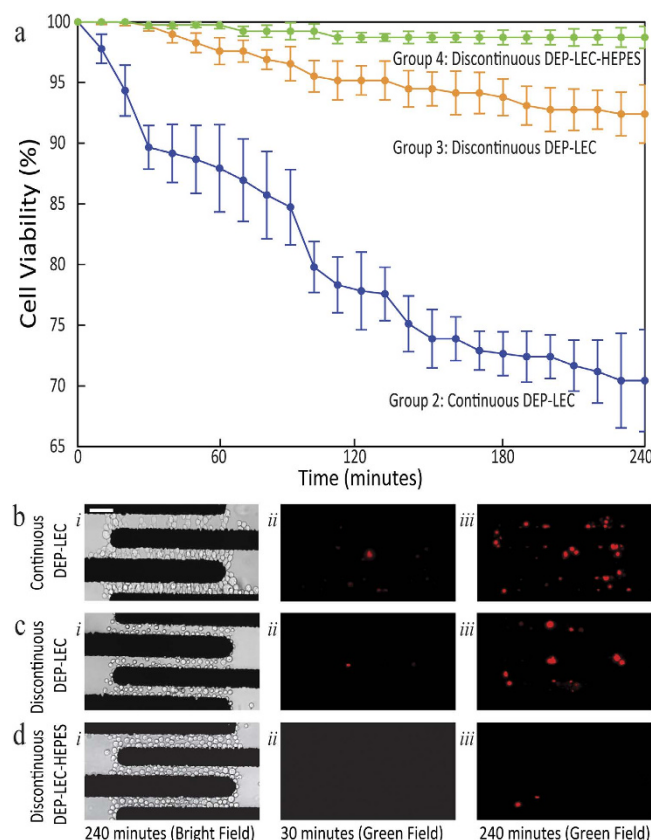 a
100
95
90
85
80
75
70
65
Cell Viability (%)
Group 4: Discontinuous DEP-LEC-HEPES
Group 3: Discontinuous DEP-LEC
Group 2: Continuous DEP-LEC
0 60 120 180 240
Time (minutes)
b
Continuous
DEP-LEC
i ii iii
c
Discontinuous
DEP-LEC
i ii iii
d
Discontinuous
DEP-LEC-HEPES
i ii iii
240 minutes (Bright Field) 30 minutes (Green Field) 240 minutes (Green Field)